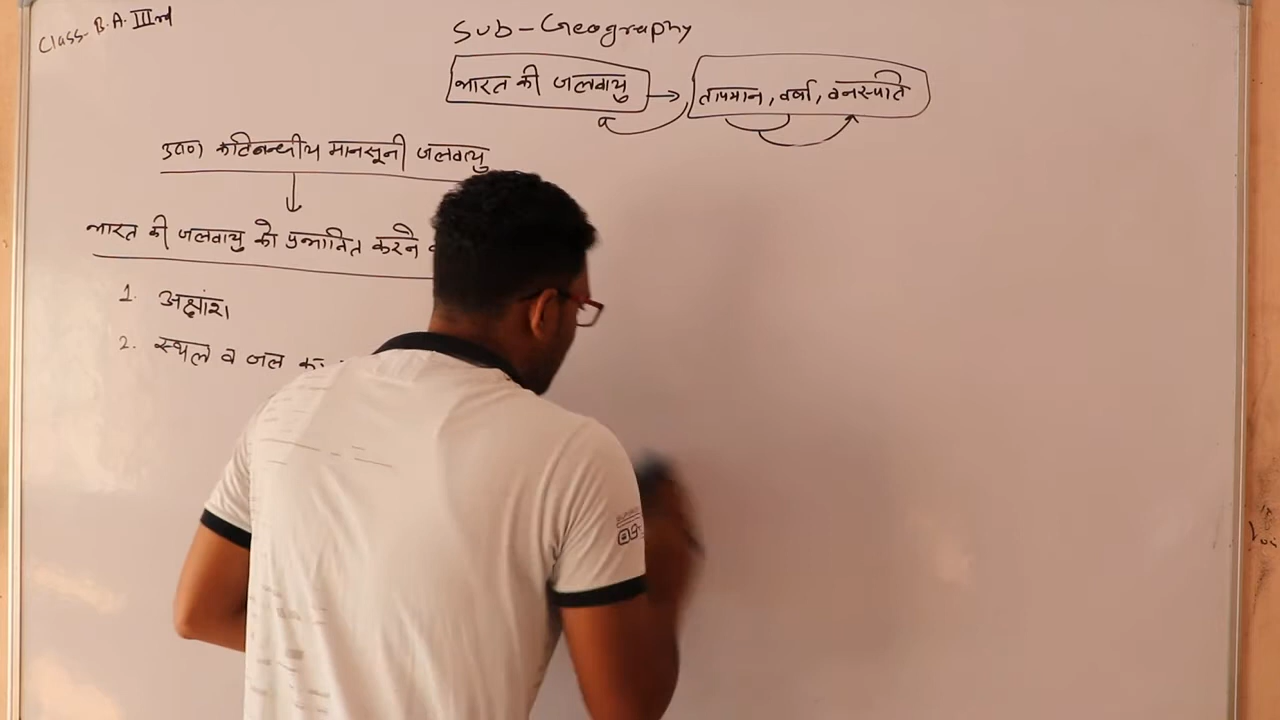 Class- B.A. IIIrd
Sub-Geography
भारत की जलवायु → तापमान, वर्षा, वनस्पति
उष्ण कटिबन्धीय मानसूनी जलवायु
भारत की जलवायु को प्रभावित करने
1. अक्षांश
2. स्थल व जल